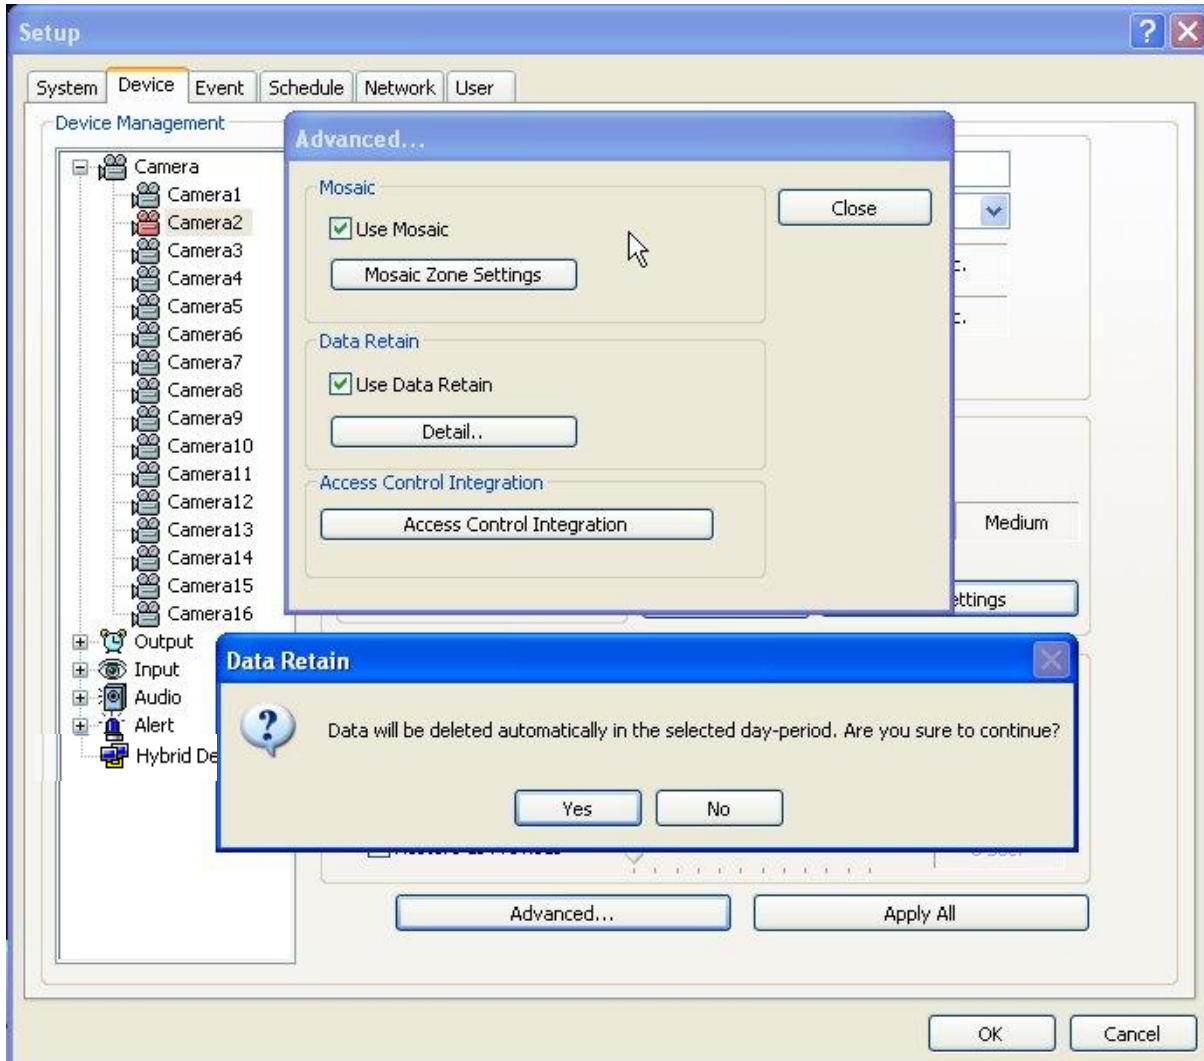 Setup
System Device Event Schedule Network User
Device Management
Camera
Camera1
Camera2
Camera3
Camera4
Camera5
Camera6
Camera7
Camera8
Camera9
Camera10
Camera11
Camera12
Camera13
Camera14
Camera15
Camera16
Output
Input
Audio
Alert
Hybrid De
Advanced...
Mosaic
Use Mosaic
Mosaic Zone Settings
Close
Data Retain
Use Data Retain
Detail..
Access Control Integration
Access Control Integration
Medium
ettings
Data Retain
Data will be deleted automatically in the selected day-period. Are you sure to continue?
Yes No
Advanced... Apply All
OK Cancel